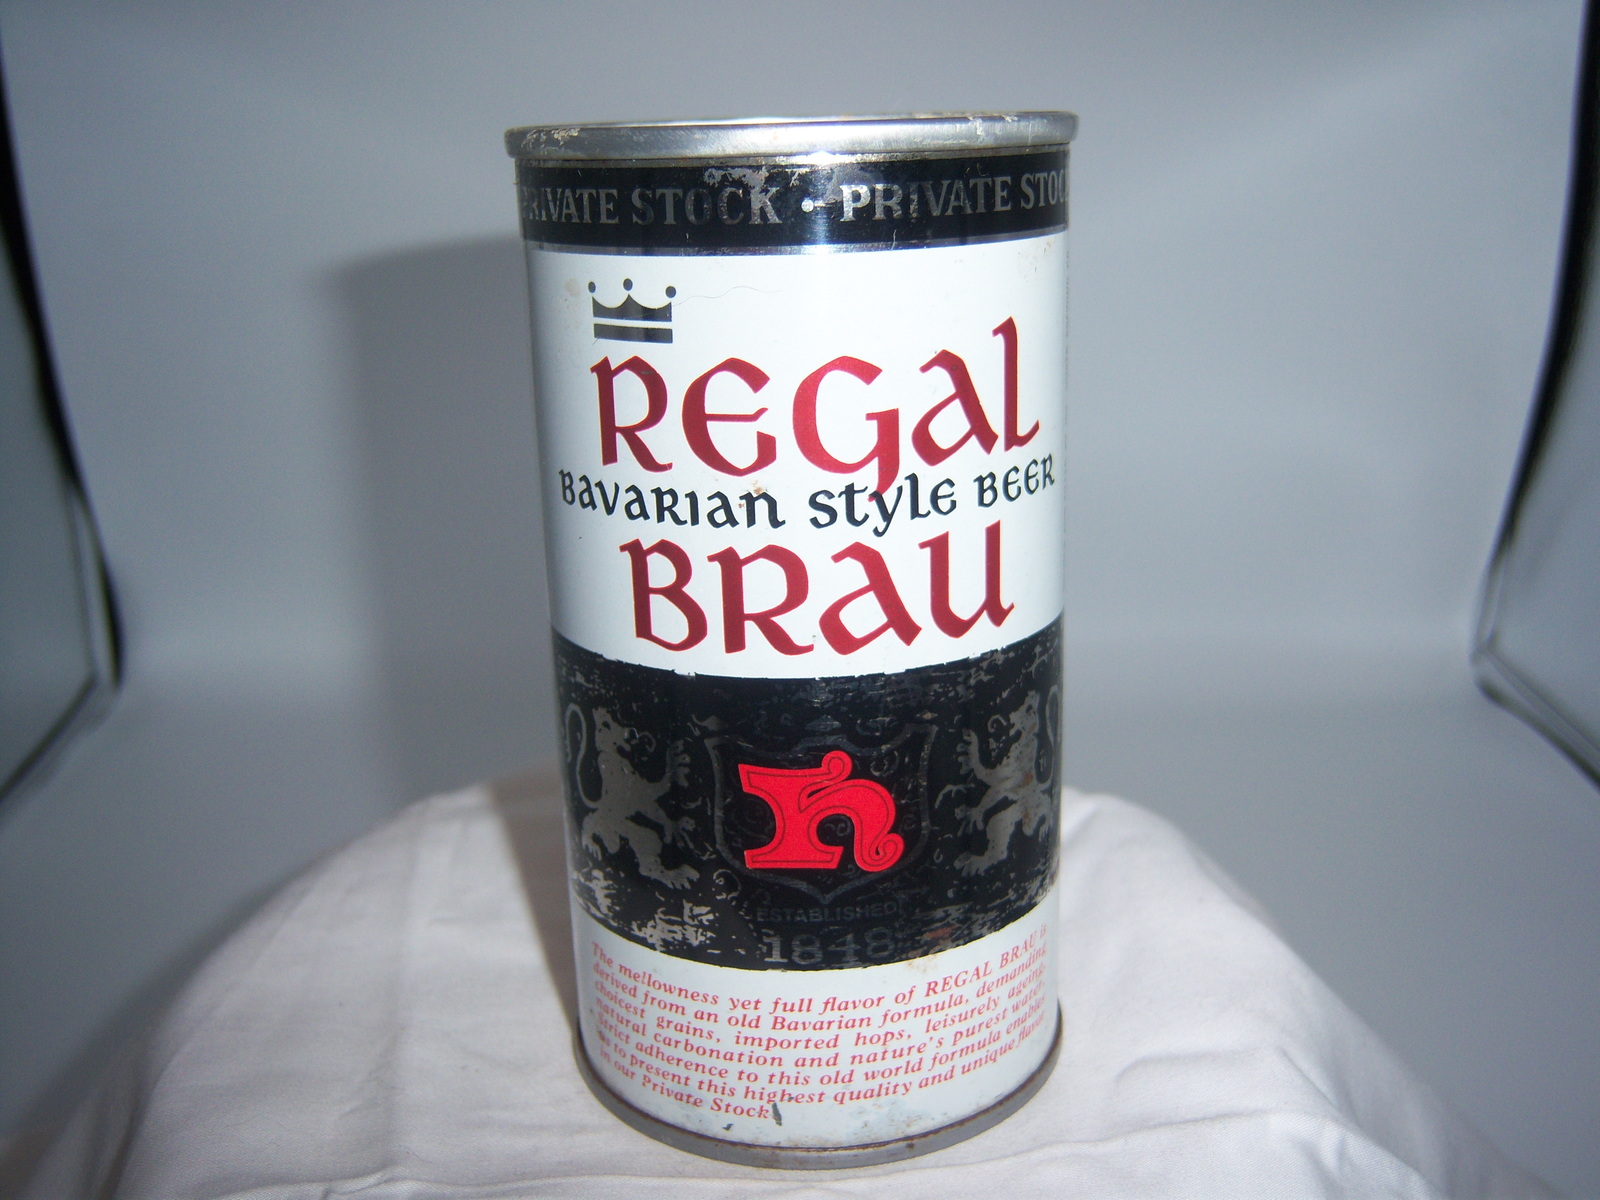 PRIVATE STOCK • PRIVATE STOC
REGAL
BAVARIAN STYLE BEER
BRAU
h
ESTABLISHED
1848
The mellowness yet full flavor of REGAL BRAU is
derived from an old Bavarian formula, demanding
choicest grains, imported hops, leisurely ageing,
natural carbonation and nature's purest water.
Strict adherence to this old world formula enables
us to present this highest quality and unique flavor
in our Private Stock